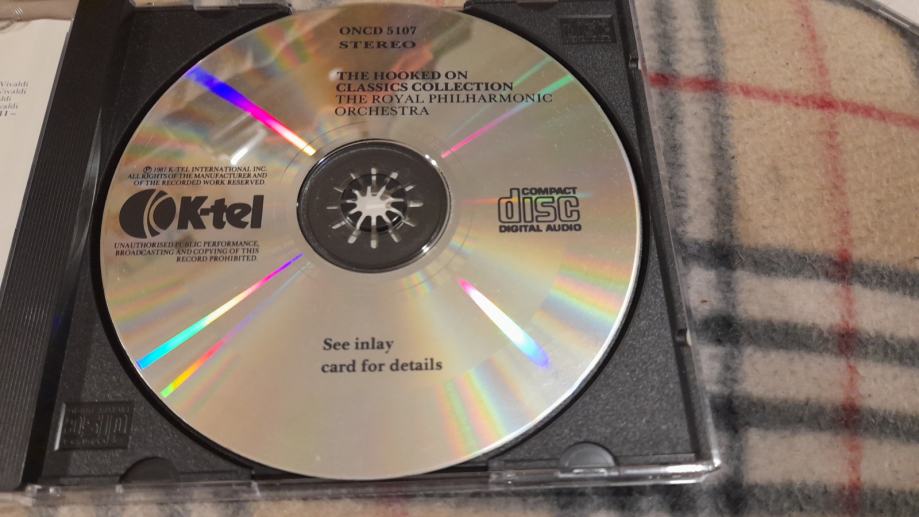 ONCD 5107
STEREO
THE HOOKED ON
CLASSICS COLLECTION
THE ROYAL PHILHARMONIC
ORCHESTRA
Ⓟ 1987 K-TEL INTERNATIONAL INC.
ALL RIGHTS OF THE MANUFACTURER AND
OF THE RECORDED WORK RESERVED.
K-tel
UNAUTHORISED PUBLIC PERFORMANCE,
BROADCASTING AND COPYING OF THIS
RECORD PROHIBITED.
COMPACT
disc
DIGITAL AUDIO
See inlay
card for details
Vivaldi
Vivaldi